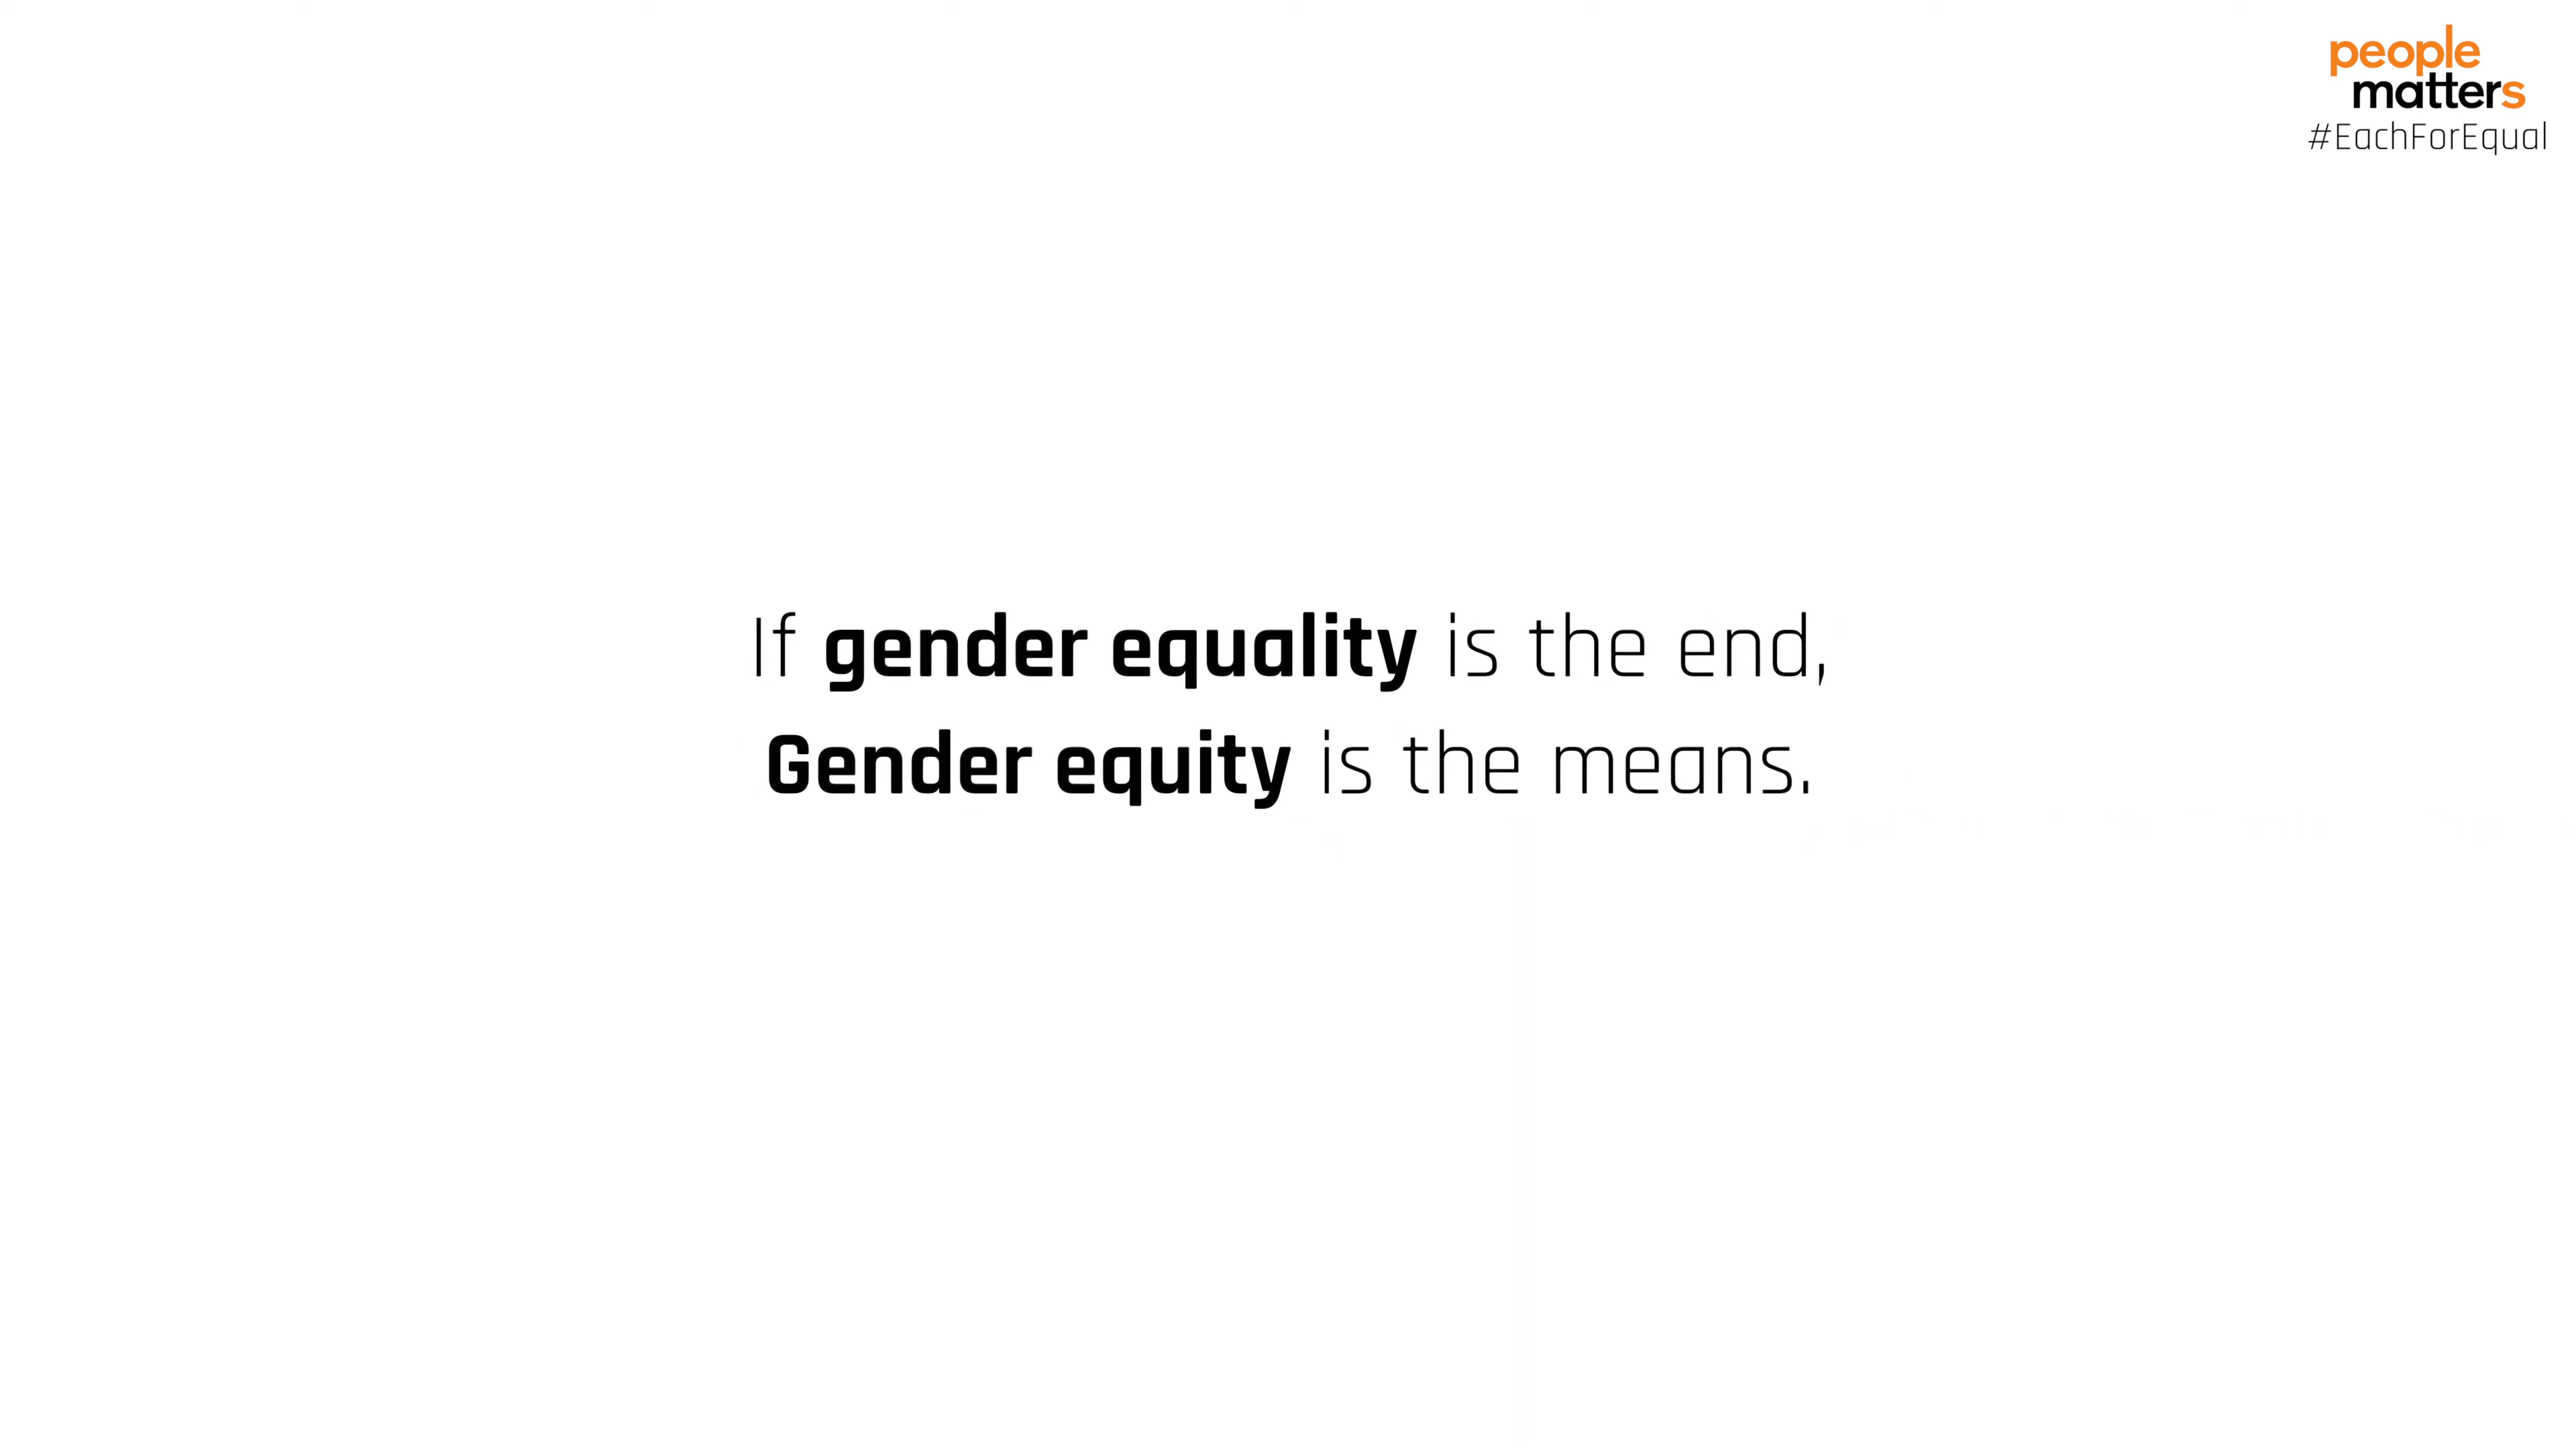 people
matters
#EachForEqual
If gender equality is the end,
Gender equity is the means.